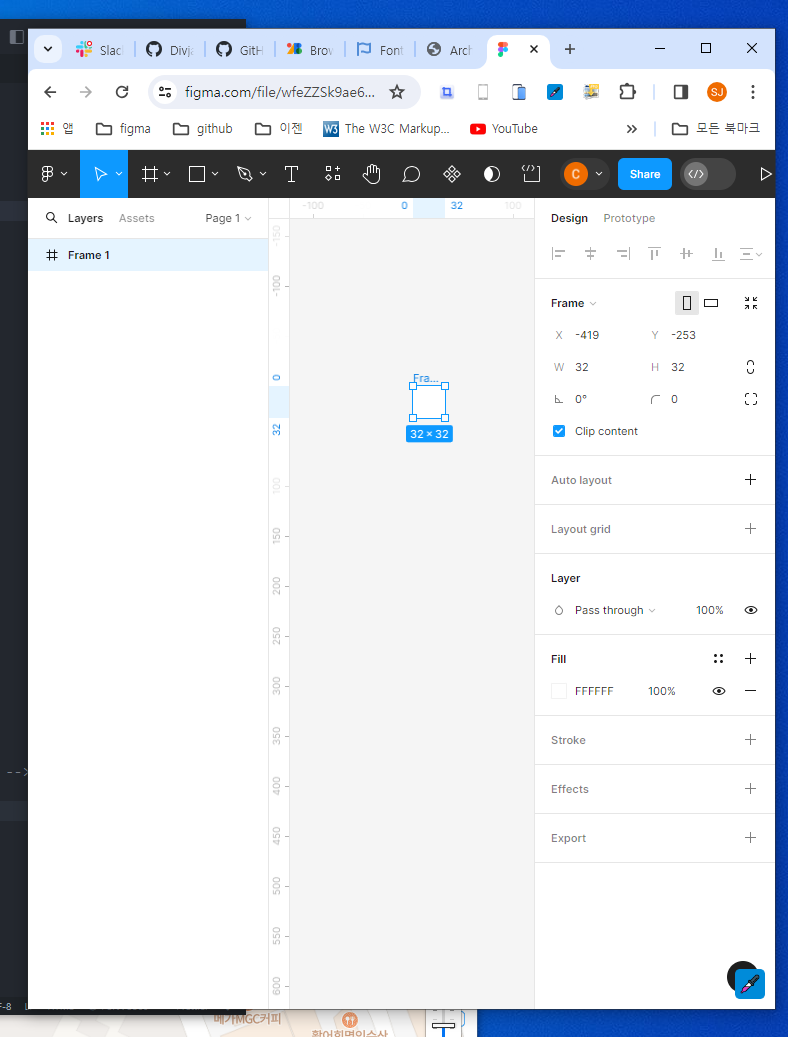 Slac
Divj
GitH
Brow
Font
Arch
figma.com/file/wfeZZSk9ae6...
SJ
앱
figma
github
이젠
W3
The W3C Markup...
YouTube
모든 북마크
C
Share
Layers
Assets
Page 1
Frame 1
-100
0
32
100
-150
-100
0
32
100
150
200
250
300
350
400
450
500
550
600
Fra...
32 × 32
Design
Prototype
Frame
X
-419
Y
-253
W
32
H
32
0°
0
Clip content
Auto layout
Layout grid
Layer
Pass through
100%
Fill
FFFFFF
100%
Stroke
Effects
Export
-->
F-8
메가MGC커피